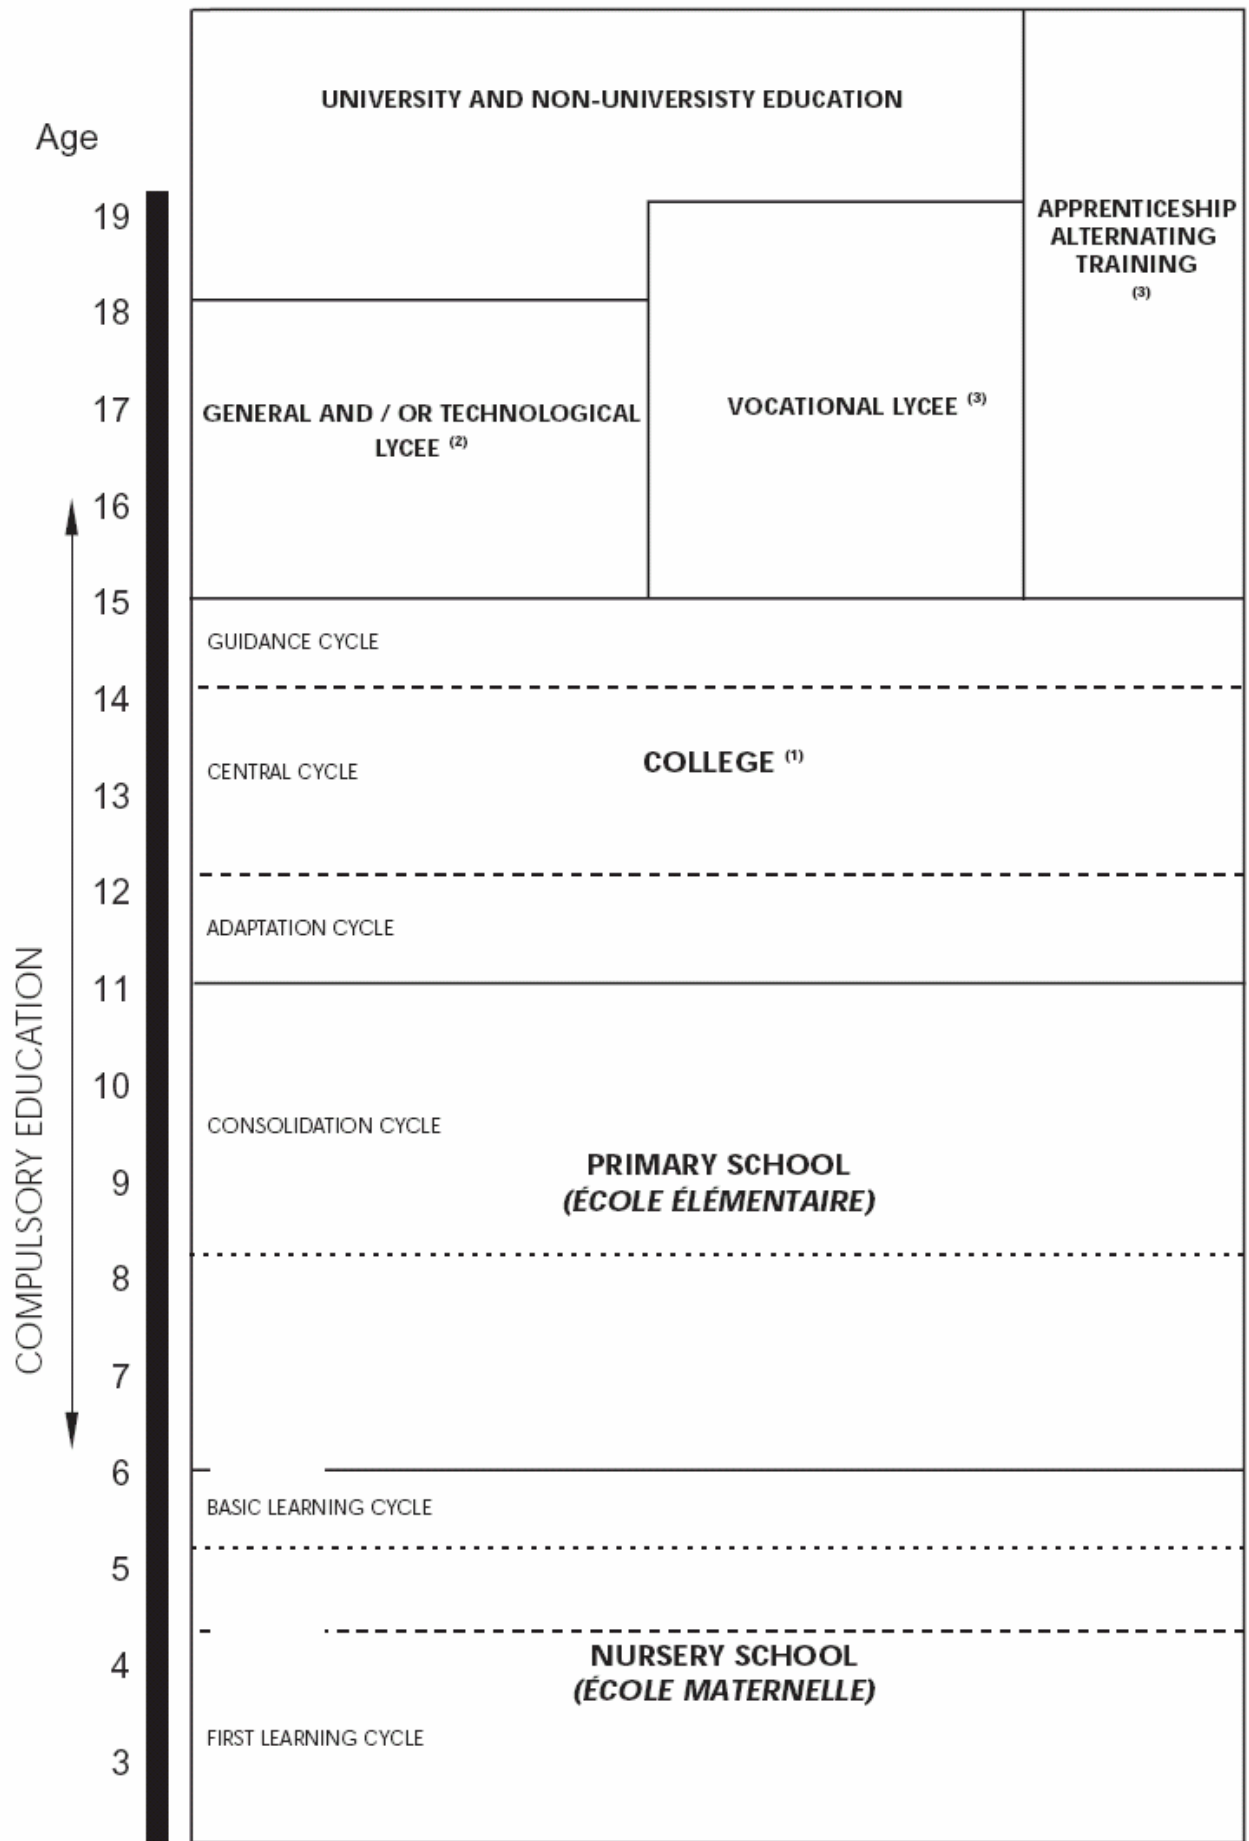 UNIVERSITY AND NON-UNIVERSISTY EDUCATION
Age
19
APPRENTICESHIP
ALTERNATING
TRAINING
(3)
18
17
GENERAL AND / OR TECHNOLOGICAL
LYCEE (2)
VOCATIONAL LYCEE (3)
16
15
GUIDANCE CYCLE
14
COLLEGE (1)
CENTRAL CYCLE
13
12
ADAPTATION CYCLE
11
COMPULSORY EDUCATION
10
CONSOLIDATION CYCLE
PRIMARY SCHOOL
(ÉCOLE ÉLÉMENTAIRE)
9
8
7
6
BASIC LEARNING CYCLE
5
NURSERY SCHOOL
(ÉCOLE MATERNELLE)
4
FIRST LEARNING CYCLE
3